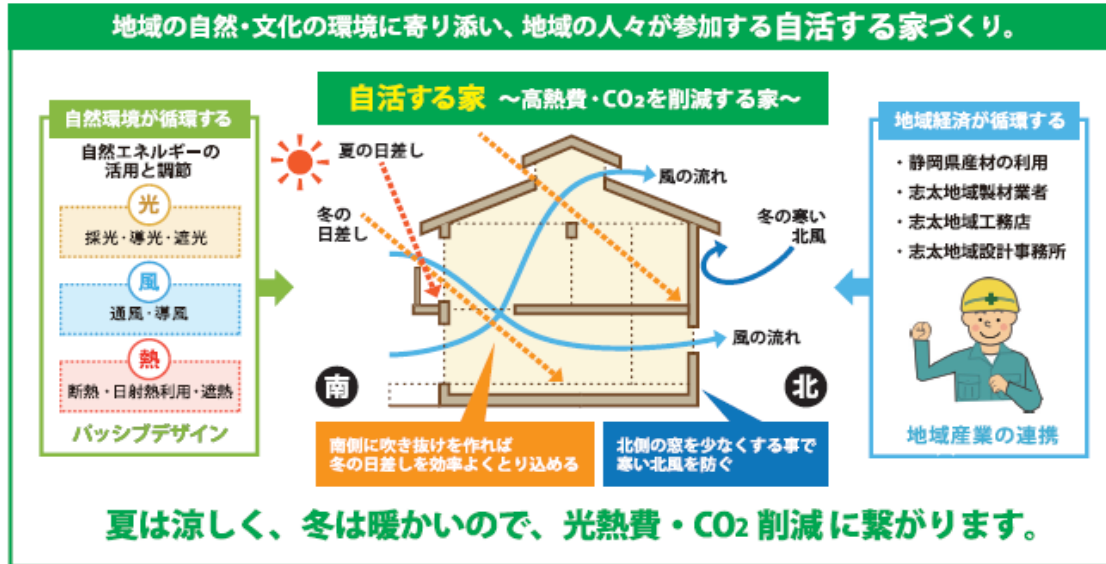 地域の自然・文化の環境に寄り添い、地域の人々が参加する自活する家づくり。
自然環境が循環する
自然エネルギーの
活用と調節
光
採光・導光・遮光
風
通風・導風
熱
断熱・日射熱利用・遮熱
パッシブデザイン
自活する家 ～高熱費・CO2を削減する家～
夏の日差し
冬の
日差し
風の流れ
冬の寒い
北風
風の流れ
南
北
南側に吹き抜けを作れば
冬の日差しを効率よくとり込める
北側の窓を少なくする事で
寒い北風を防ぐ
地域経済が循環する
・静岡県産材の利用
・志太地域製材業者
・志太地域工務店
・志太地域設計事務所
地域産業の連携
夏は涼しく、冬は暖かいので、光熱費・CO2 削減に繋がります。